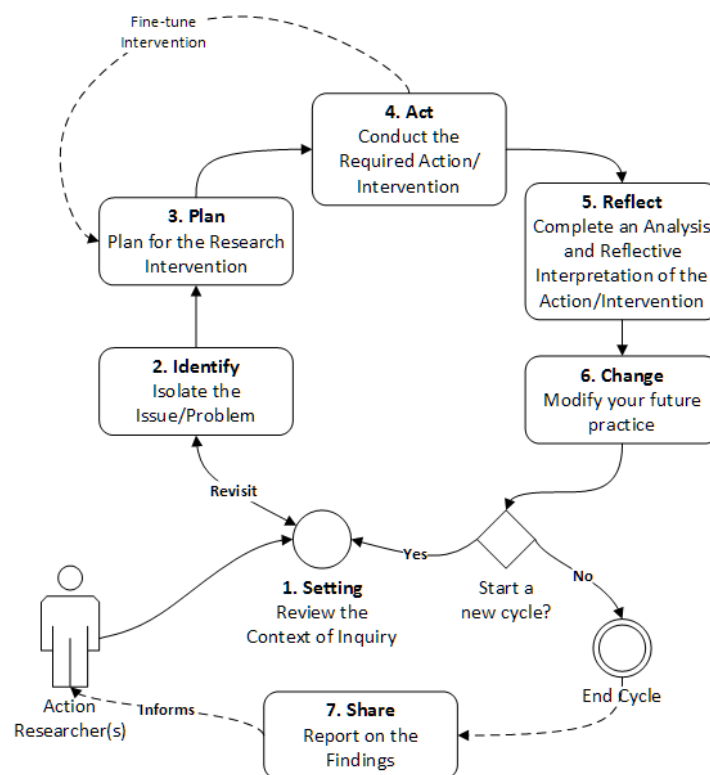 Fine-tune
Intervention
4. Act
Conduct the
Required Action/
Intervention
3. Plan
Plan for the Research
Intervention
5. Reflect
Complete an Analysis
and Reflective
Interpretation of the
Action/Intervention
2. Identify
Isolate the
Issue/Problem
6. Change
Modify your future
practice
Revisit
Yes
1. Setting
Review the
Context of Inquiry
Start a
new cycle?
No
End Cycle
Action
Researcher(s)
Informs
7. Share
Report on the
Findings